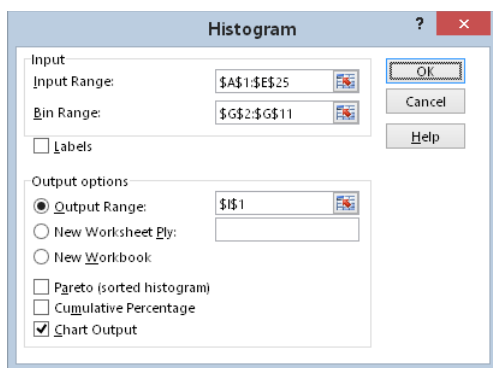 Histogram
? ×
Input
Input Range: $A$1:$E$25
Bin Range: $G$2:$G$11
Labels
OK
Cancel
Help
Output options
Output Range: $I$1
New Worksheet Ply:
New Workbook
Pareto (sorted histogram)
Cumulative Percentage
Chart Output